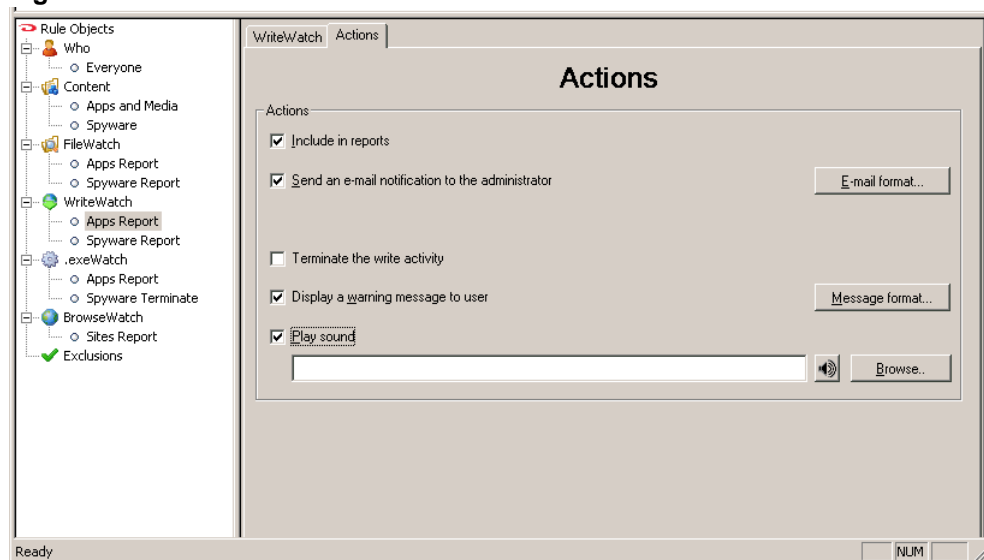 Rule Objects
Who
Everyone
Content
Apps and Media
Spyware
FileWatch
Apps Report
Spyware Report
WriteWatch
Apps Report
Spyware Report
.exeWatch
Apps Report
Spyware Terminate
BrowseWatch
Sites Report
Exclusions
WriteWatch Actions
Actions
Actions
Include in reports
Send an e-mail notification to the administrator E-mail format...
Terminate the write activity
Display a warning message to user Message format...
Play sound
Browse..
Ready NUM